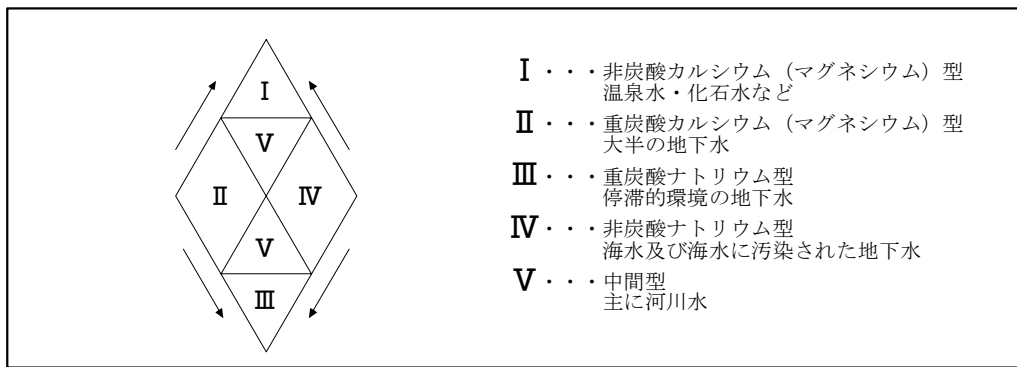 Ⅰ
Ⅴ
Ⅱ
Ⅳ
Ⅴ
Ⅲ
Ⅰ・・・非炭酸カルシウム（マグネシウム）型
温泉水・化石水など
Ⅱ・・・重炭酸カルシウム（マグネシウム）型
大半の地下水
Ⅲ・・・重炭酸ナトリウム型
停滞的環境の地下水
Ⅳ・・・非炭酸ナトリウム型
海水及び海水に汚染された地下水
Ⅴ・・・中間型
主に河川水